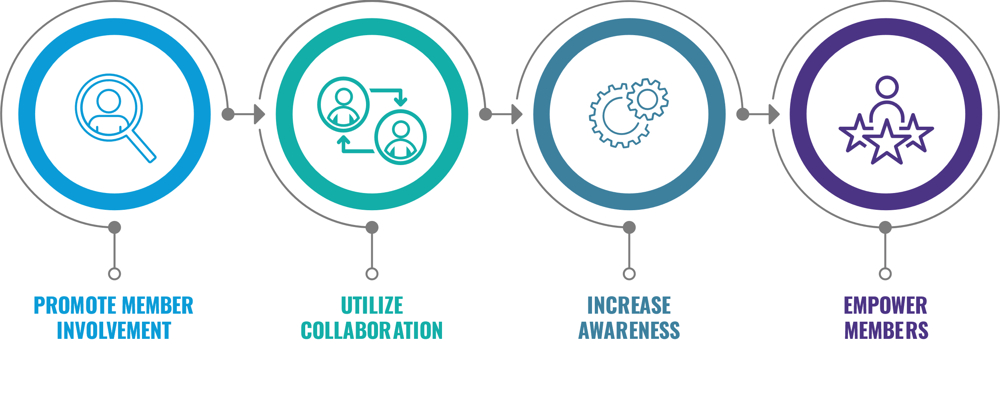 PROMOTE MEMBER
INVOLVEMENT
UTILIZE
COLLABORATION
INCREASE
AWARENESS
EMPOWER
MEMBERS